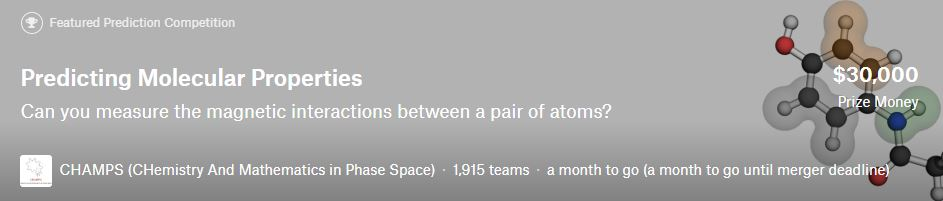 Featured Prediction Competition
Predicting Molecular Properties
$30,000
Can you measure the magnetic interactions between a pair of atoms?
Prize Money
CHAMPS (CHemistry And Mathematics in Phase Space) · 1,915 teams · a month to go (a month to go until merger deadline)